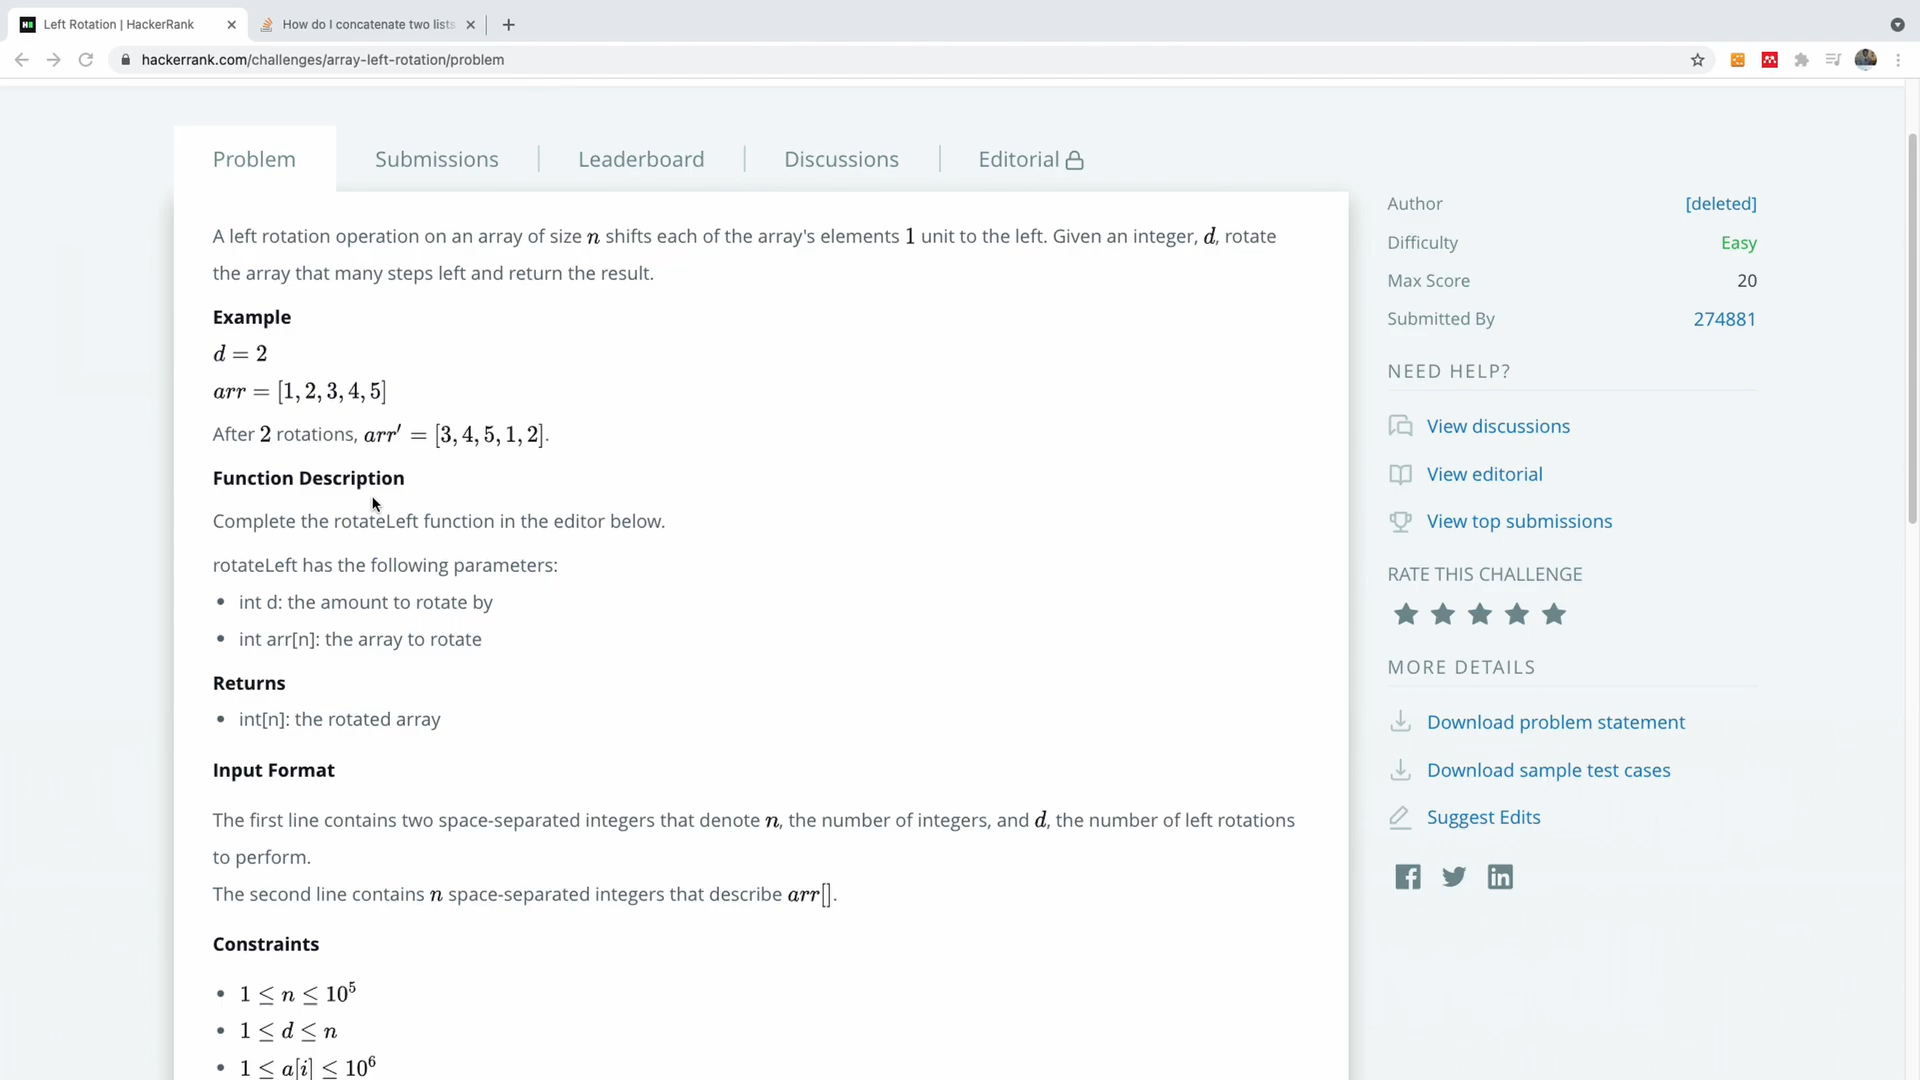 Left Rotation | HackerRank
How do I concatenate two lists
hackerrank.com/challenges/array-left-rotation/problem
Problem
Submissions
Leaderboard
Discussions
Editorial
A left rotation operation on an array of size n shifts each of the array's elements 1 unit to the left. Given an integer, d, rotate
the array that many steps left and return the result.
Example
d = 2
arr = [1, 2, 3, 4, 5]
After 2 rotations, arr′ = [3, 4, 5, 1, 2].
Function Description
Complete the rotateLeft function in the editor below.
rotateLeft has the following parameters:
• int d: the amount to rotate by
• int arr[n]: the array to rotate
Returns
• int[n]: the rotated array
Input Format
The first line contains two space-separated integers that denote n, the number of integers, and d, the number of left rotations
to perform.
The second line contains n space-separated integers that describe arr[].
Constraints
• 1 ≤ n ≤ 10⁵
• 1 ≤ d ≤ n
• 1 ≤ a[i] ≤ 10⁶
Author [deleted]
Difficulty Easy
Max Score 20
Submitted By 274881
NEED HELP?
View discussions
View editorial
View top submissions
RATE THIS CHALLENGE
MORE DETAILS
Download problem statement
Download sample test cases
Suggest Edits